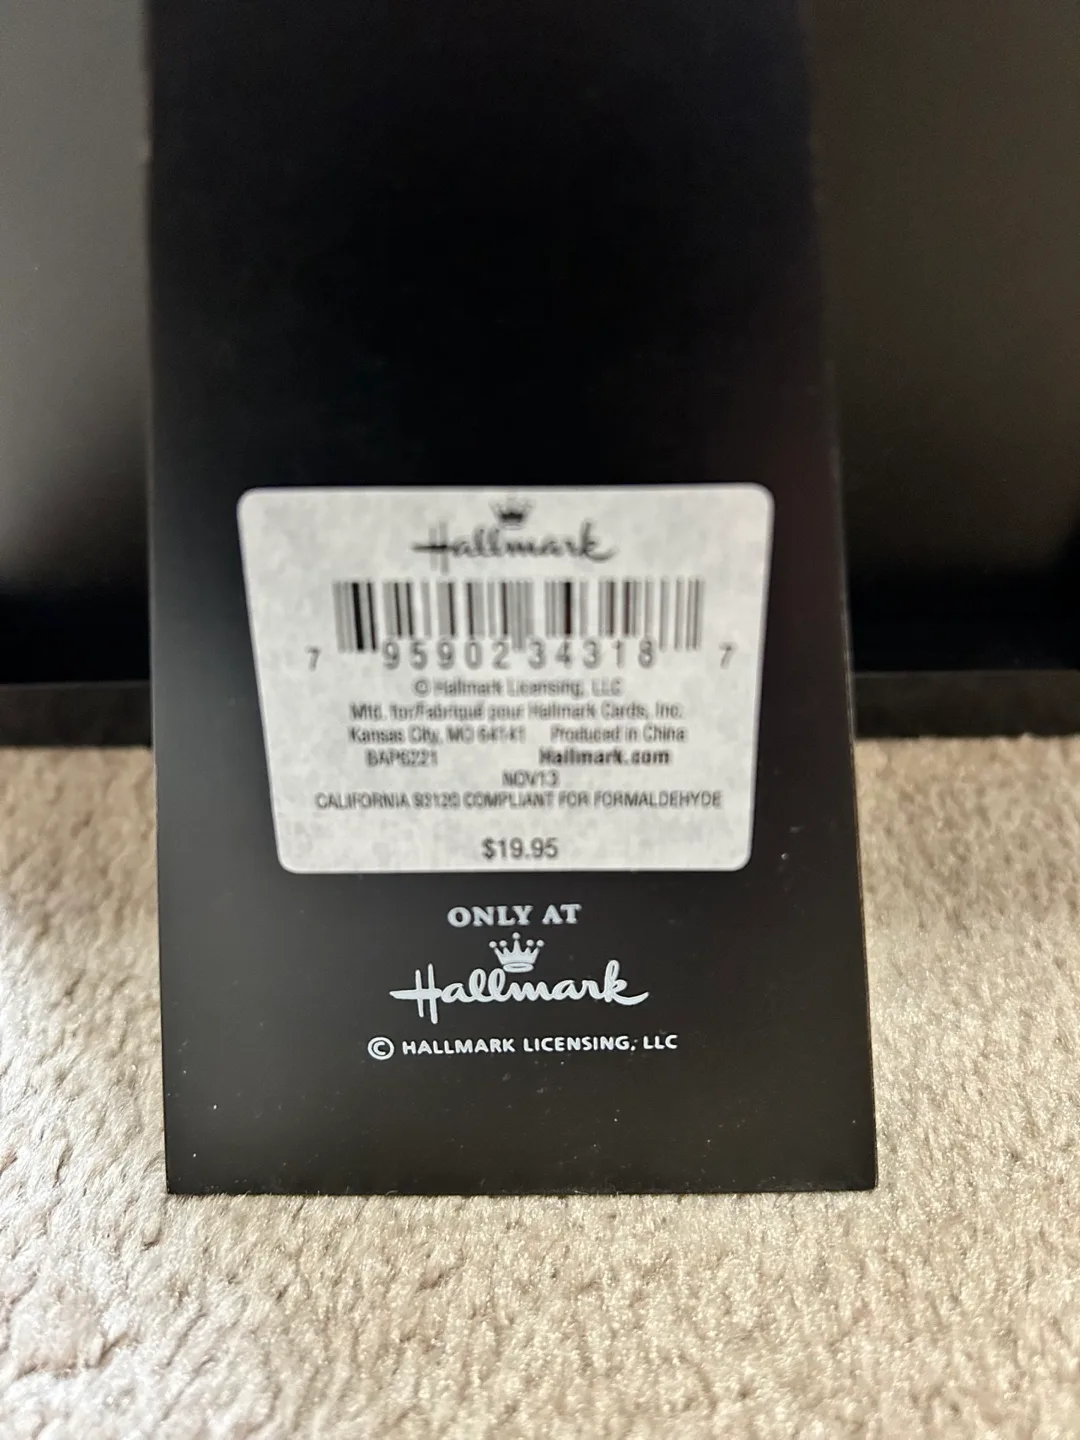 Hallmark
7 95902 34318 7
© Hallmark Licensing, LLC
Mfd. for/Fabriqué pour Hallmark Cards, Inc.
Kansas City, MO 64141 Produced in China
BAP6221 Hallmark.com
NOV13
CALIFORNIA 93120 COMPLIANT FOR FORMALDEHYDE
$19.95
ONLY AT
Hallmark
© HALLMARK LICENSING, LLC